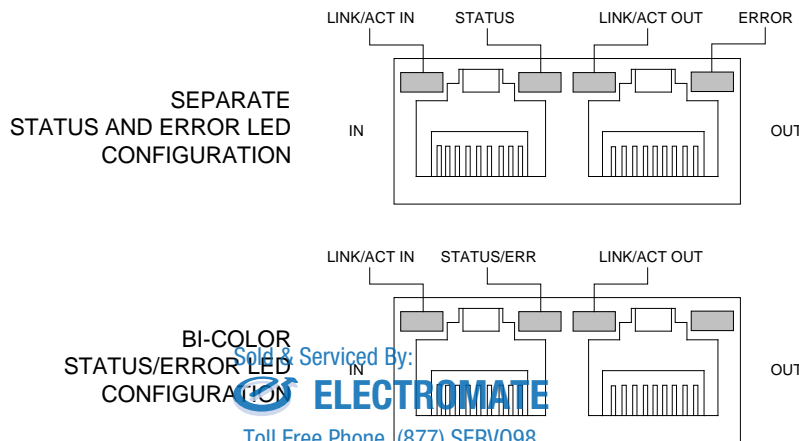 LINK/ACT IN STATUS LINK/ACT OUT ERROR
SEPARATE
STATUS AND ERROR LED
CONFIGURATION
IN
OUT
LINK/ACT IN STATUS/ERR LINK/ACT OUT
BI-COLOR
STATUS/ERROR LED
CONFIGURATION
IN
OUT
Sold & Serviced By:
ELECTROMATE
Toll Free Phone (877) SERVO98